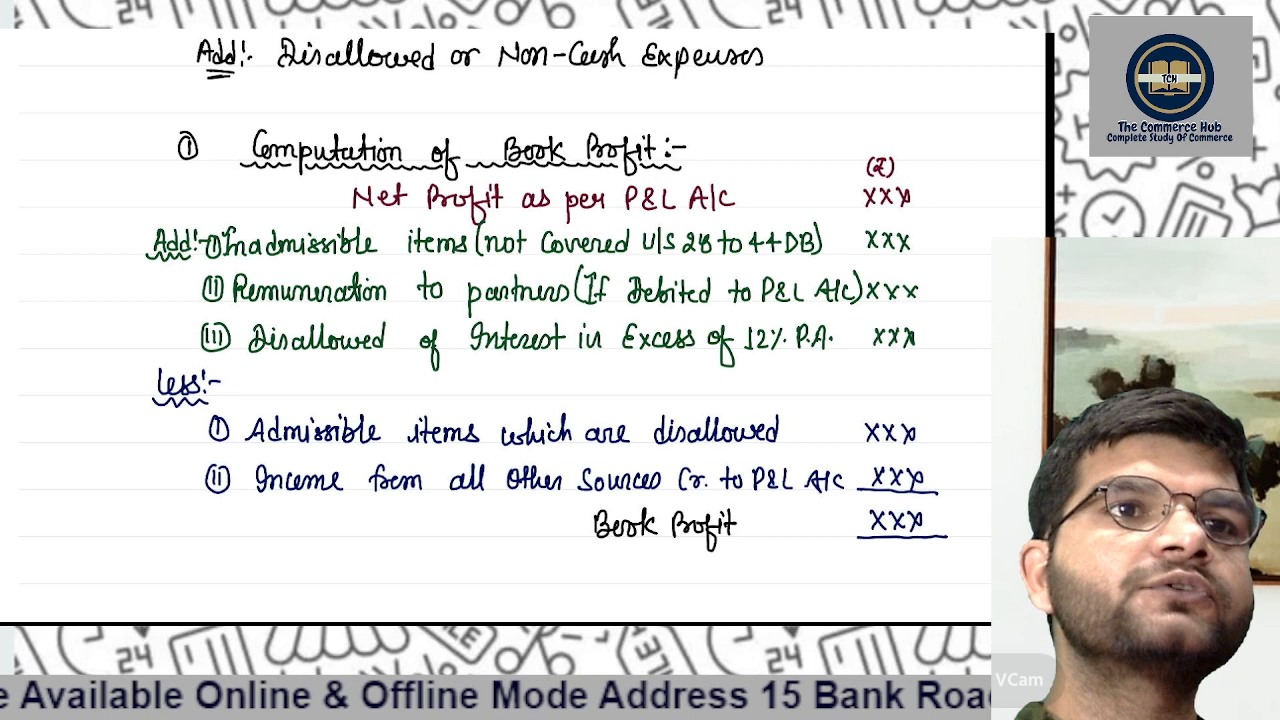 Add:- Disallowed or Non-Cash Expenses
① Computation of Book Profit:-
(₹)
Net Profit as per P&L A/c xxx
Add:- ① Inadmissible items (not Covered U/S 28 to 44DB) xxx
② Remuneration to partners (If Debited to P&L A/c) xxx
③ Disallowed of Interest in Excess of 12% P.A. xxx
Less:-
① Admissible items which are disallowed xxx
② Income from all Other Sources Cr. to P&L A/c xxx
Book Profit xxx
TCH
The Commerce Hub
Complete Study Of Commerce
VCam
e Available Online & Offline Mode Address 15 Bank Roa